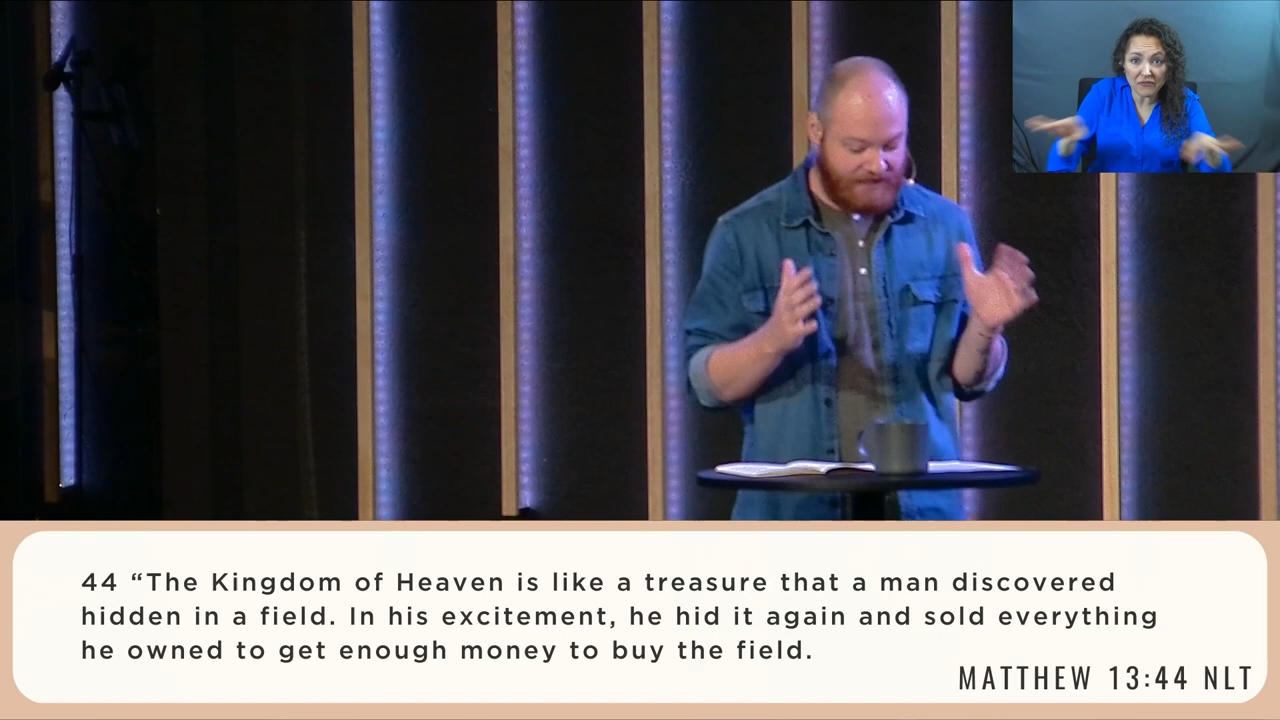 44 “The Kingdom of Heaven is like a treasure that a man discovered
hidden in a field. In his excitement, he hid it again and sold everything
he owned to get enough money to buy the field.
MATTHEW 13:44 NLT